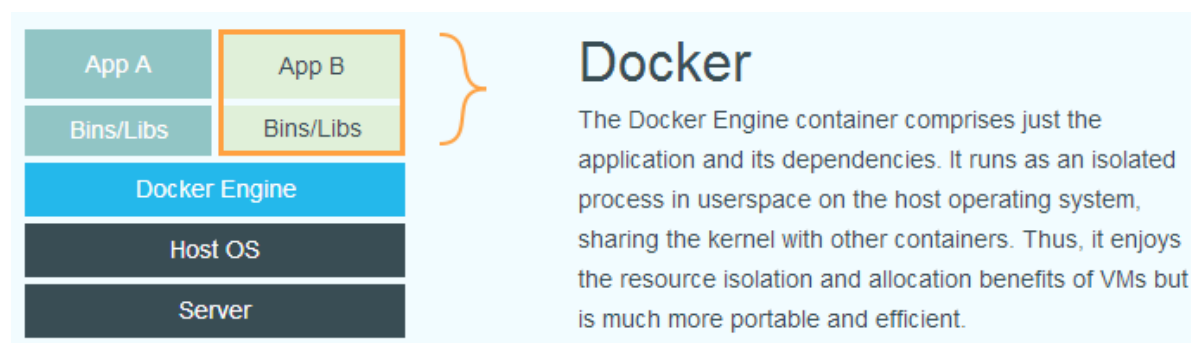 App A
App B
Bins/Libs
Bins/Libs
Docker Engine
Host OS
Server
Docker
The Docker Engine container comprises just the
application and its dependencies. It runs as an isolated
process in userspace on the host operating system,
sharing the kernel with other containers. Thus, it enjoys
the resource isolation and allocation benefits of VMs but
is much more portable and efficient.